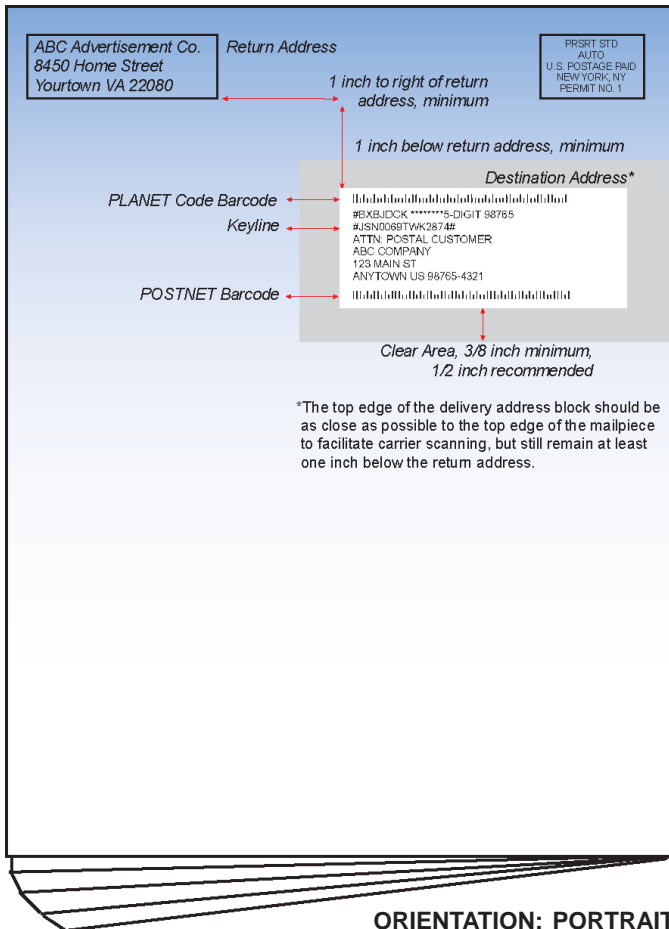 ABC Advertisement Co.
8450 Home Street
Yourtown VA 22080
Return Address
PRSRT STD
AUTO
U.S. POSTAGE PAID
NEW YORK, NY
PERMIT NO. 1
1 inch to right of return
address, minimum
1 inch below return address, minimum
Destination Address*
PLANET Code Barcode
Keyline
#BXBJDCK ********5-DIGIT 98765
#JSN0069TWK2874#
ATTN: POSTAL CUSTOMER
ABC COMPANY
123 MAIN ST
ANYTOWN US 98765-4321
POSTNET Barcode
Clear Area, 3/8 inch minimum,
1/2 inch recommended
*The top edge of the delivery address block should be
as close as possible to the top edge of the mailpiece
to facilitate carrier scanning, but still remain at least
one inch below the return address.
ORIENTATION: PORTRAIT